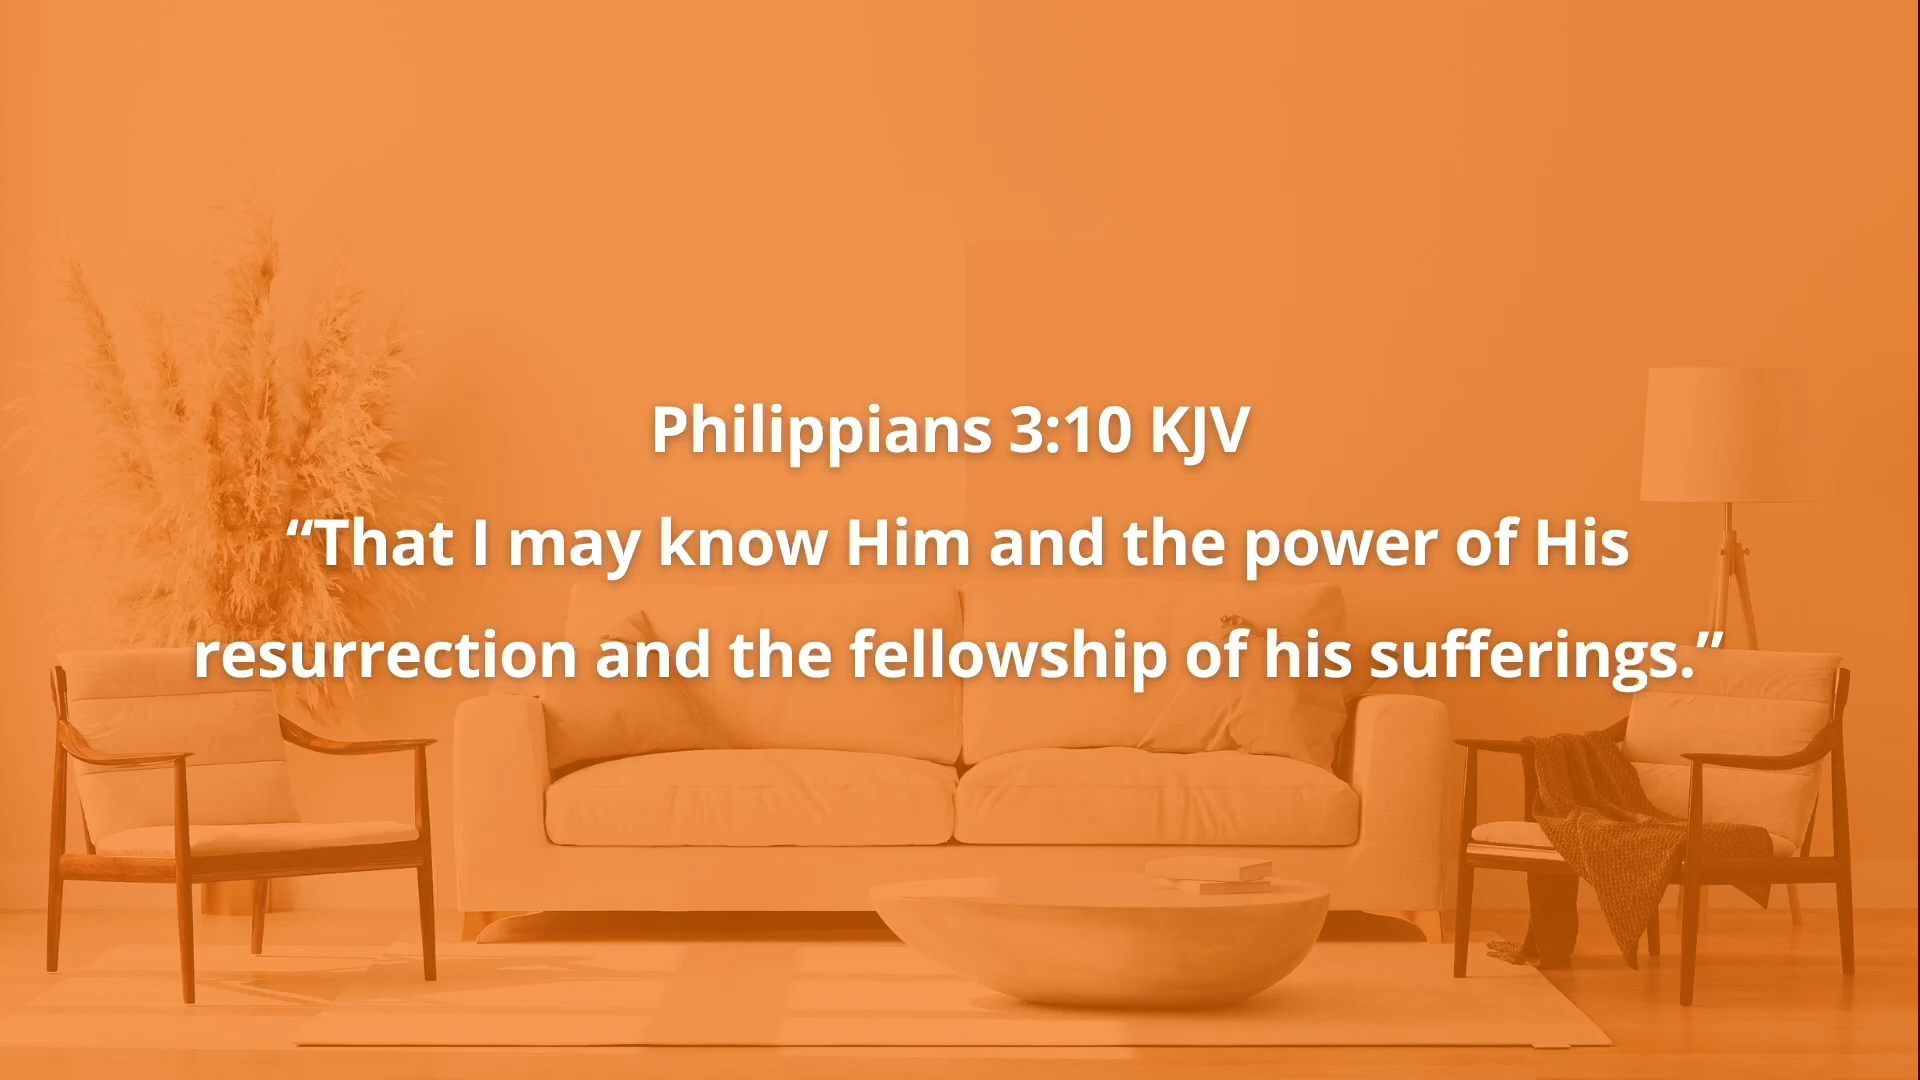 Philippians 3:10 KJV
“That I may know Him and the power of His
resurrection and the fellowship of his sufferings.”